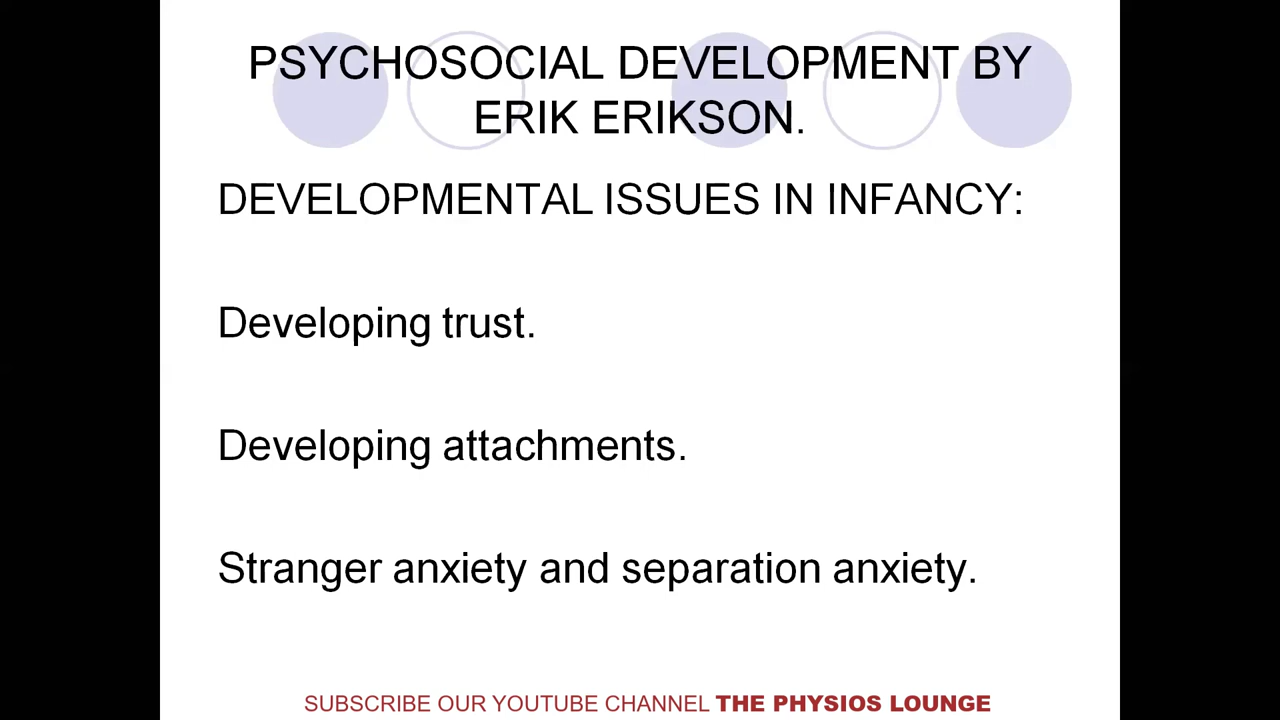 PSYCHOSOCIAL DEVELOPMENT BY
ERIK ERIKSON.
DEVELOPMENTAL ISSUES IN INFANCY:
Developing trust.
Developing attachments.
Stranger anxiety and separation anxiety.
SUBSCRIBE OUR YOUTUBE CHANNEL THE PHYSIOS LOUNGE